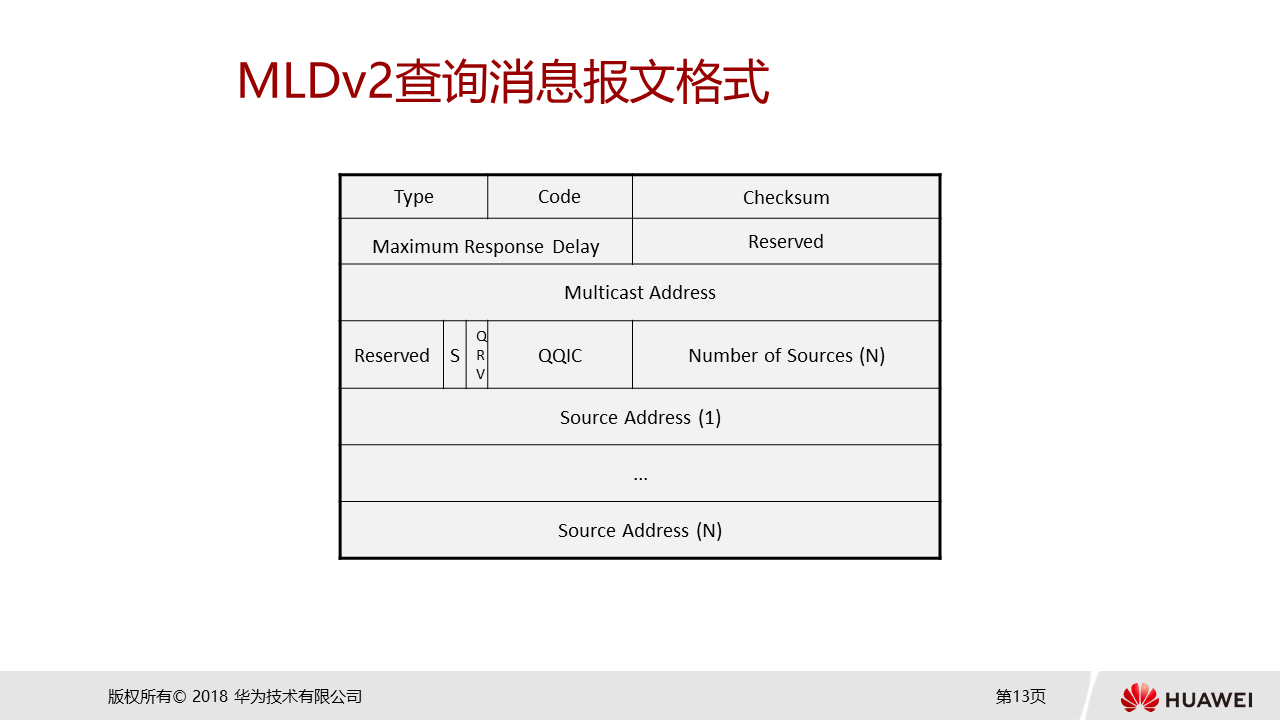 MLDv2查询消息报文格式
Type Code Checksum
Maximum Response Delay Reserved
Multicast Address
Reserved S QRV QQIC Number of Sources (N)
Source Address (1)
...
Source Address (N)
版权所有© 2018 华为技术有限公司 第13页 HUAWEI